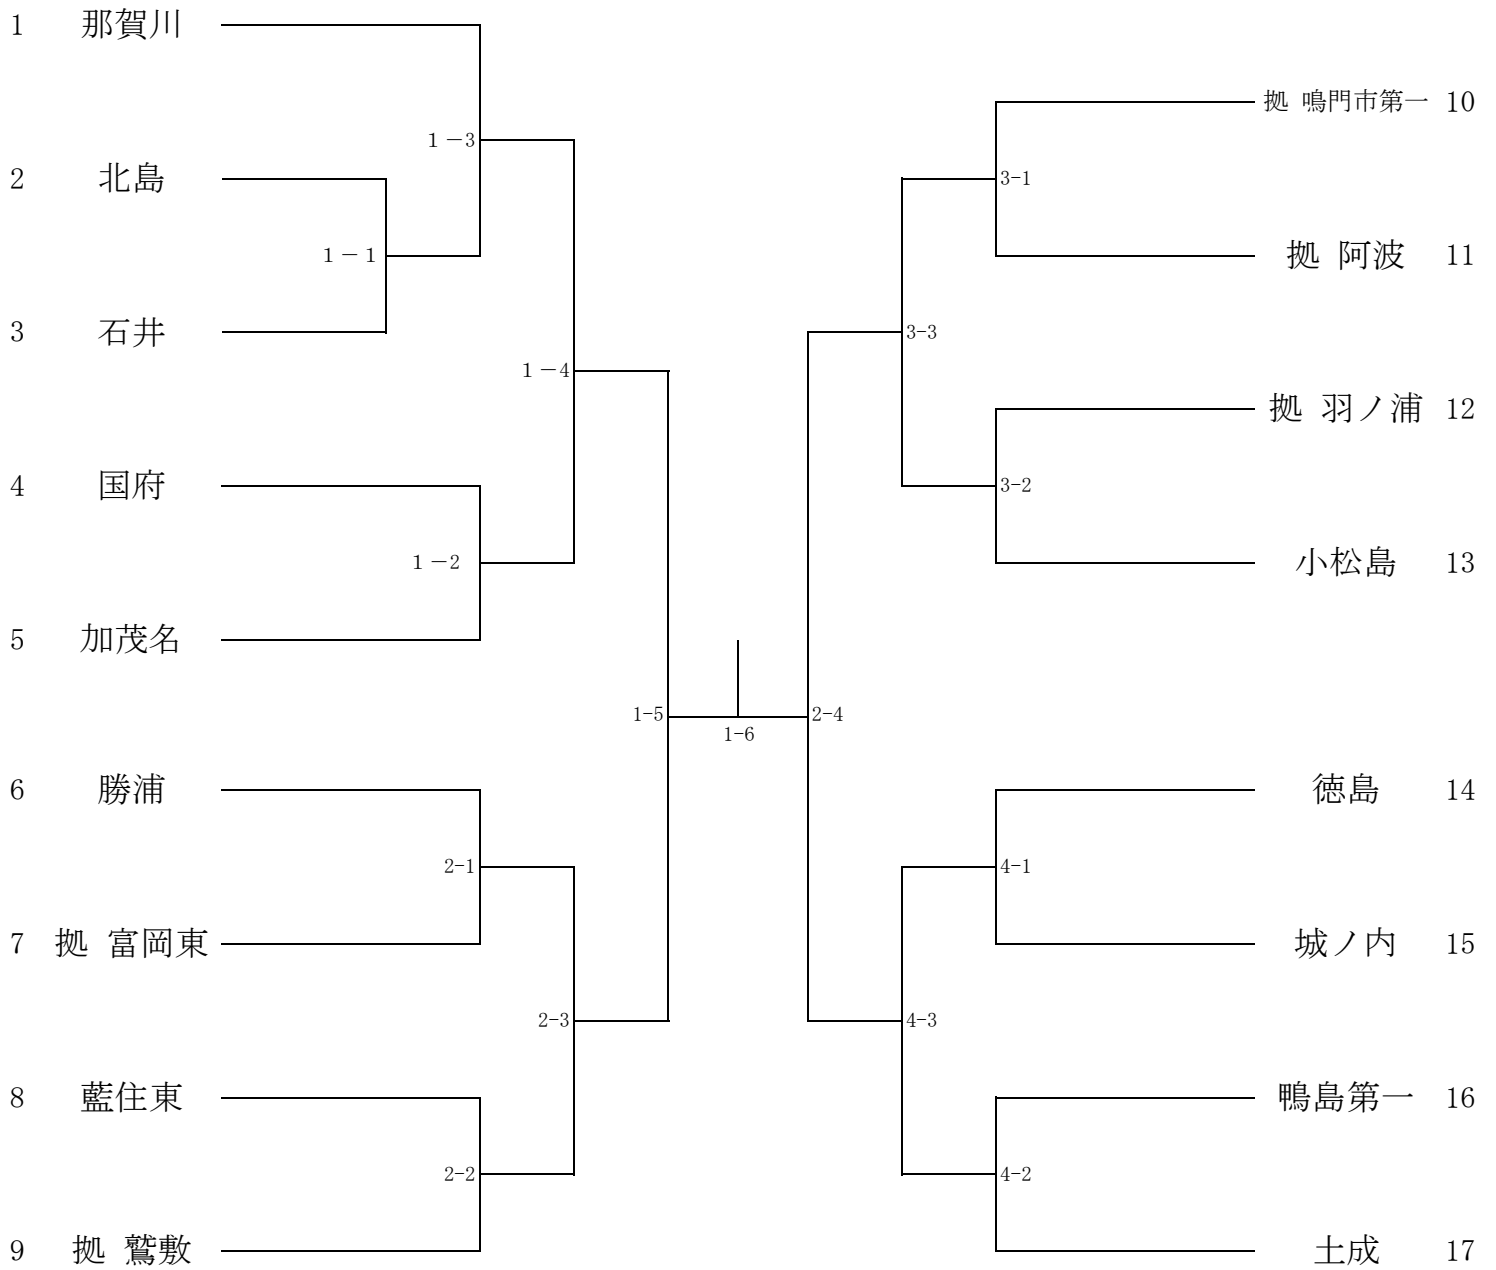 1 那賀川
拠 鳴門市第一 10
1－3
2 北島
3-1
1－1
拠 阿波 11
3 石井
3-3
1－4
拠 羽ノ浦 12
4 国府
3-2
1－2
小松島 13
5 加茂名
1-5
2-4
1-6
6 勝浦
徳島 14
2-1
4-1
7 拠 富岡東
城ノ内 15
2-3
4-3
8 藍住東
鴨島第一 16
2-2
4-2
9 拠 鷲敷
土成 17